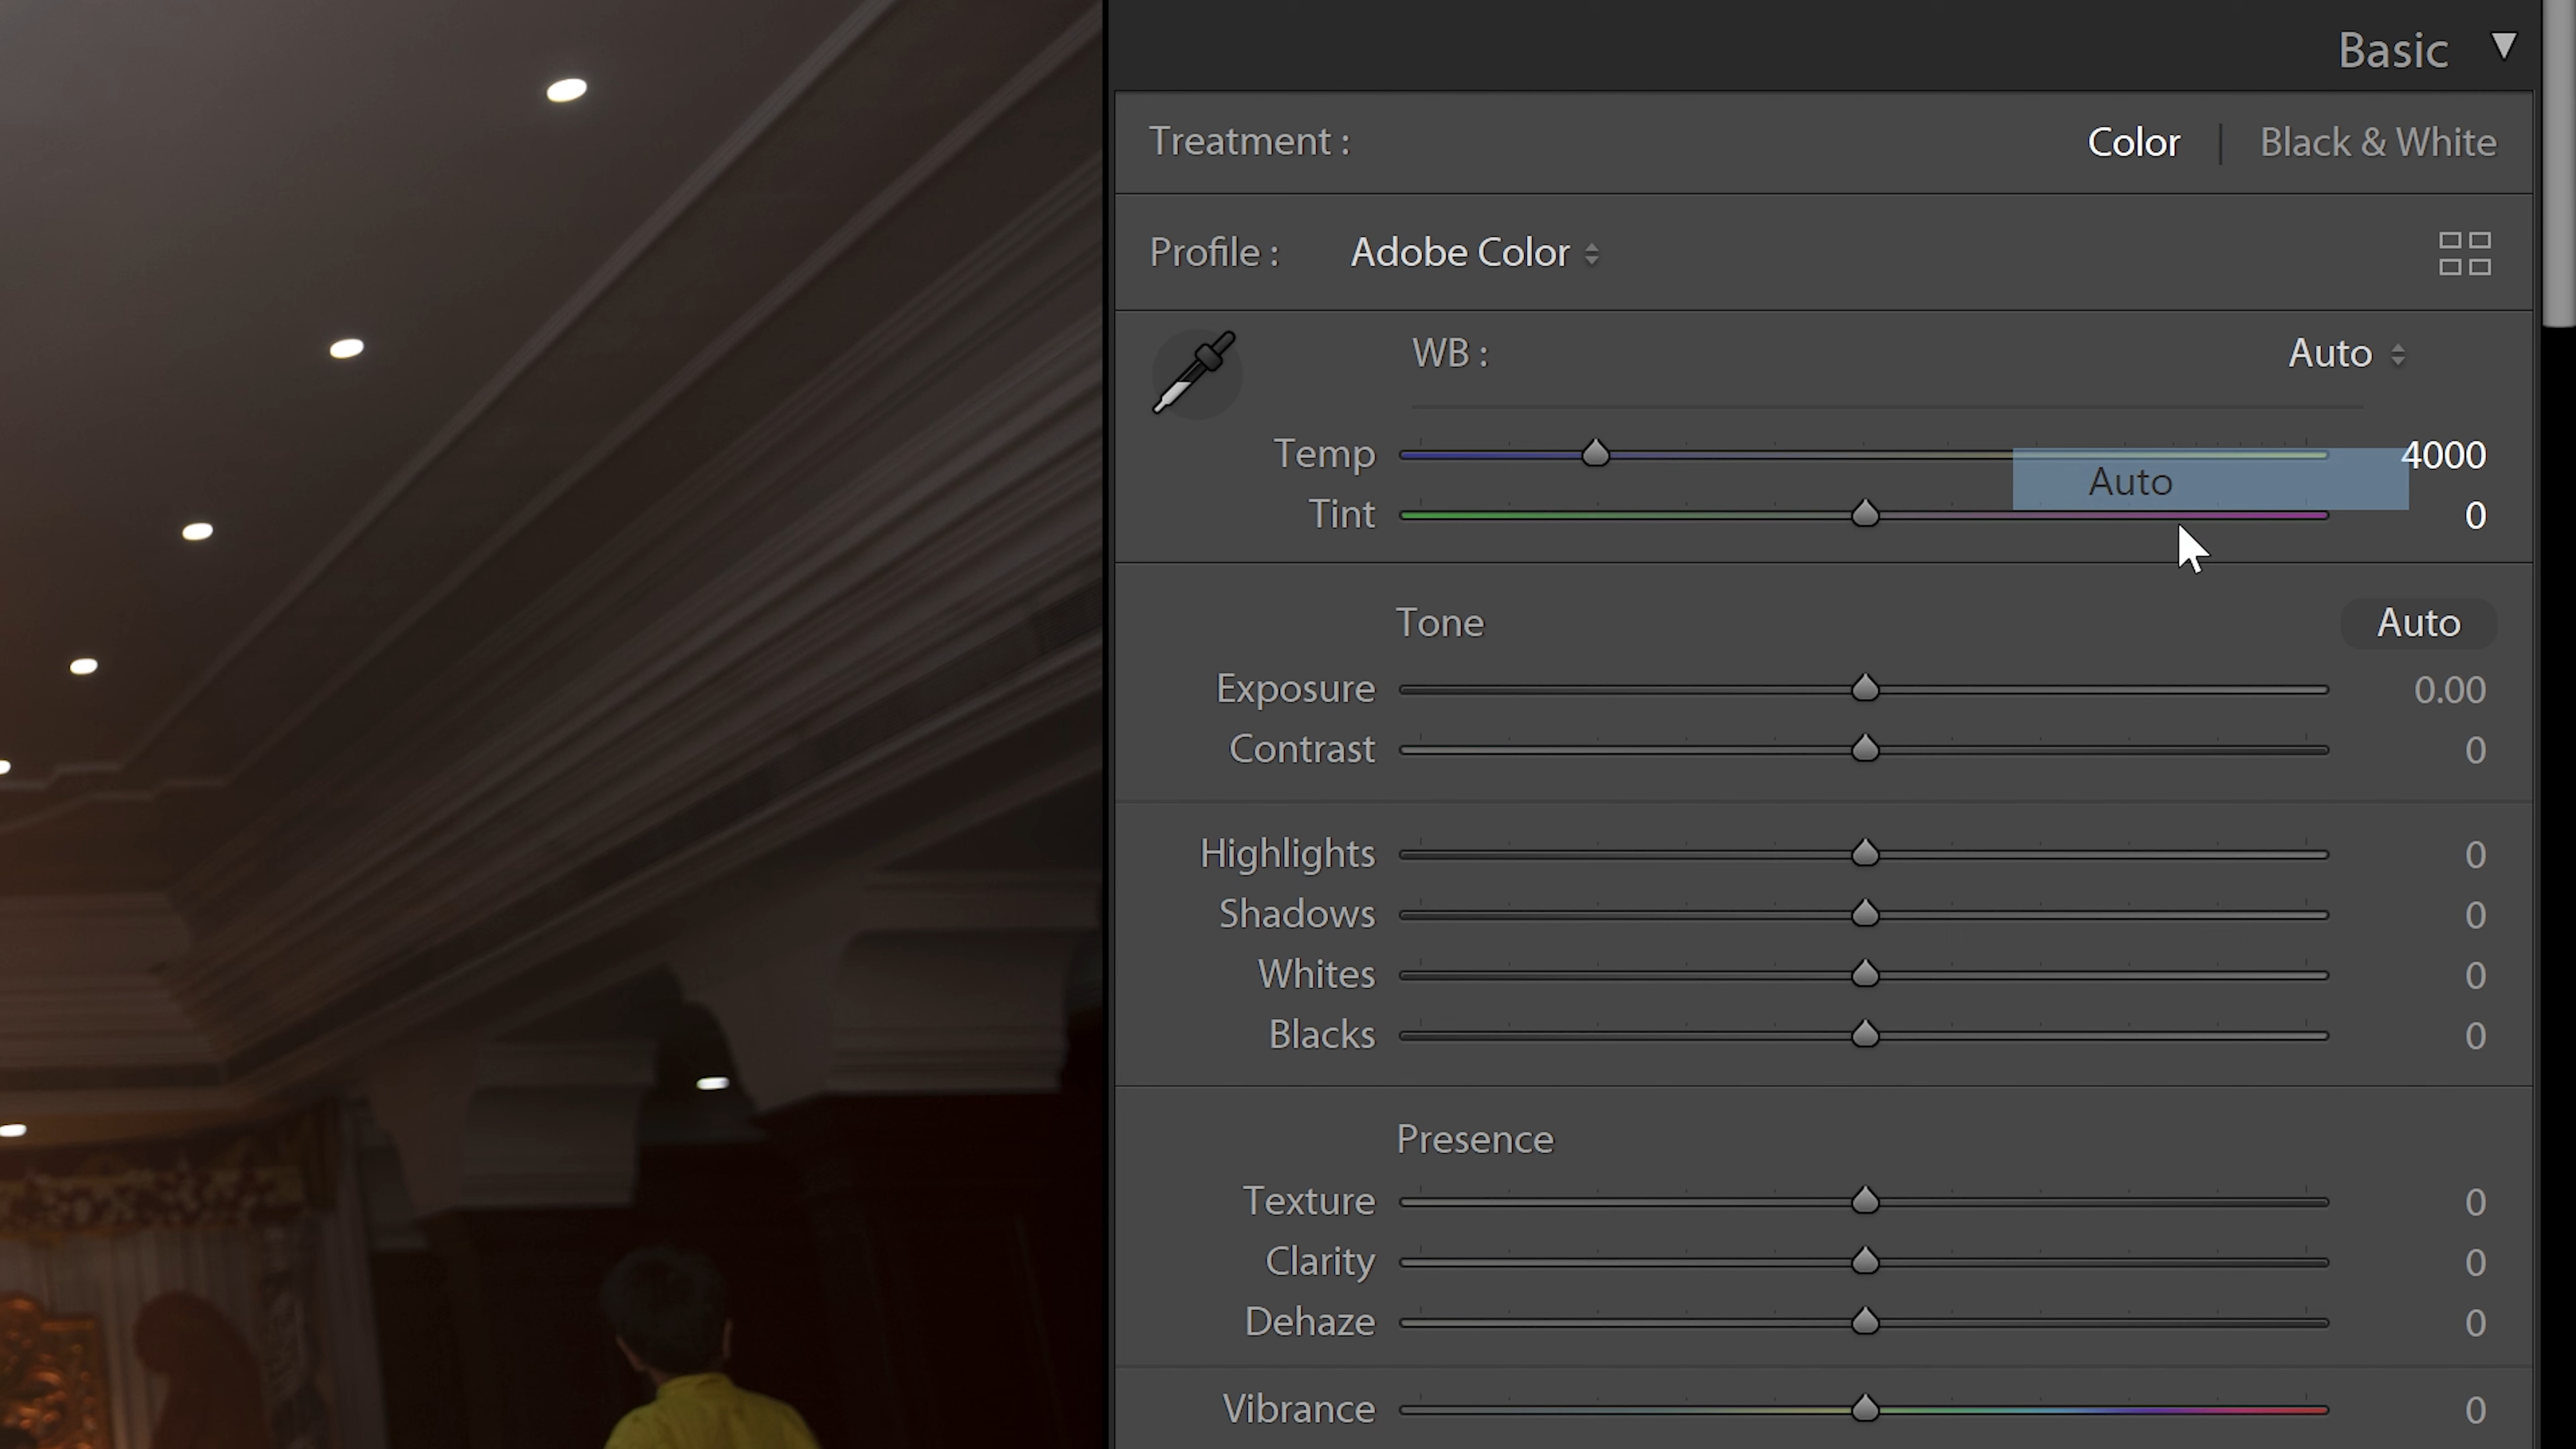 Basic
Treatment : Color | Black & White
Profile : Adobe Color
WB : Auto
Temp 4000
Auto
Tint 0
Tone Auto
Exposure 0.00
Contrast 0
Highlights 0
Shadows 0
Whites 0
Blacks 0
Presence
Texture 0
Clarity 0
Dehaze 0
Vibrance 0